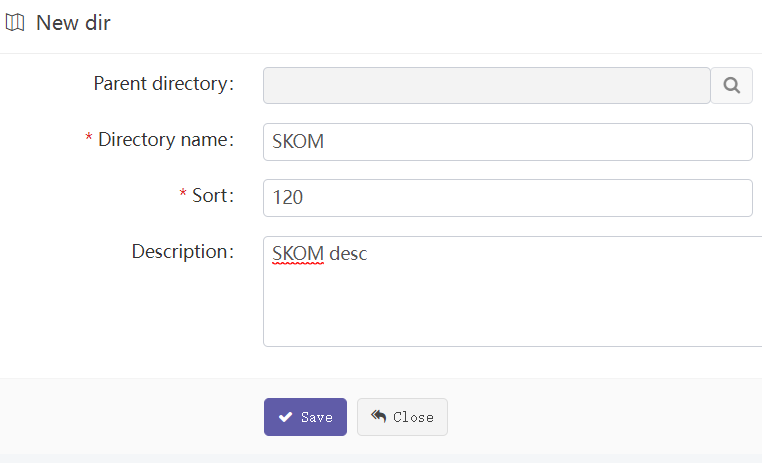 New dir
Parent directory:
* Directory name: SKOM
* Sort: 120
Description: SKOM desc
Save Close